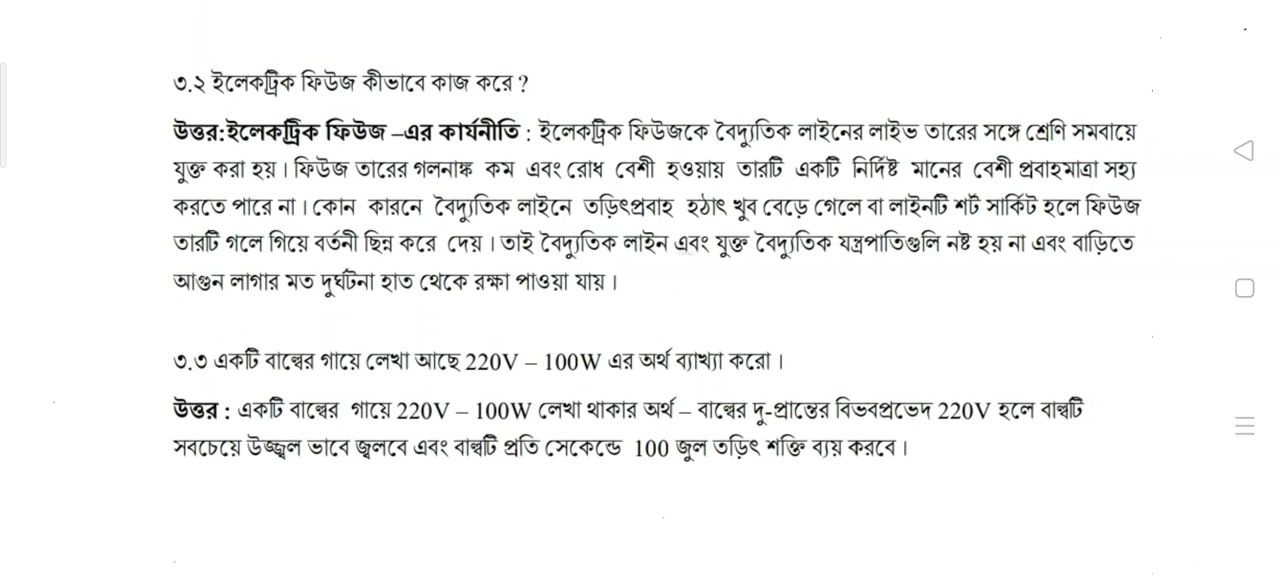 ৩.২ ইলেকট্রিক ফিউজ কীভাবে কাজ করে ?
উত্তর:ইলেকট্রিক ফিউজ –এর কার্যনীতি : ইলেকট্রিক ফিউজকে বৈদ্যুতিক লাইনের লাইভ তারের সঙ্গে শ্রেণি সমবায়ে
যুক্ত করা হয়। ফিউজ তারের গলনাঙ্ক কম এবং রোধ বেশী হওয়ায় তারটি একটি নির্দিষ্ট মানের বেশী প্রবাহমাত্রা সহ্য
করতে পারে না। কোন কারনে বৈদ্যুতিক লাইনে তড়িৎপ্রবাহ হঠাৎ খুব বেড়ে গেলে বা লাইনটি শর্ট সার্কিট হলে ফিউজ
তারটি গলে গিয়ে বর্তনী ছিন্ন করে দেয়। তাই বৈদ্যুতিক লাইন এবং যুক্ত বৈদ্যুতিক যন্ত্রপাতিগুলি নষ্ট হয় না এবং বাড়িতে
আগুন লাগার মত দুর্ঘটনা হাত থেকে রক্ষা পাওয়া যায়।
৩.৩ একটি বাল্বের গায়ে লেখা আছে 220V – 100W এর অর্থ ব্যাখ্যা করো।
উত্তর : একটি বাল্বের গায়ে 220V – 100W লেখা থাকার অর্থ – বাল্বের দু-প্রান্তের বিভবপ্রভেদ 220V হলে বাল্বটি
সবচেয়ে উজ্জ্বল ভাবে জ্বলবে এবং বাল্বটি প্রতি সেকেন্ডে 100 জুল তড়িৎ শক্তি ব্যয় করবে।